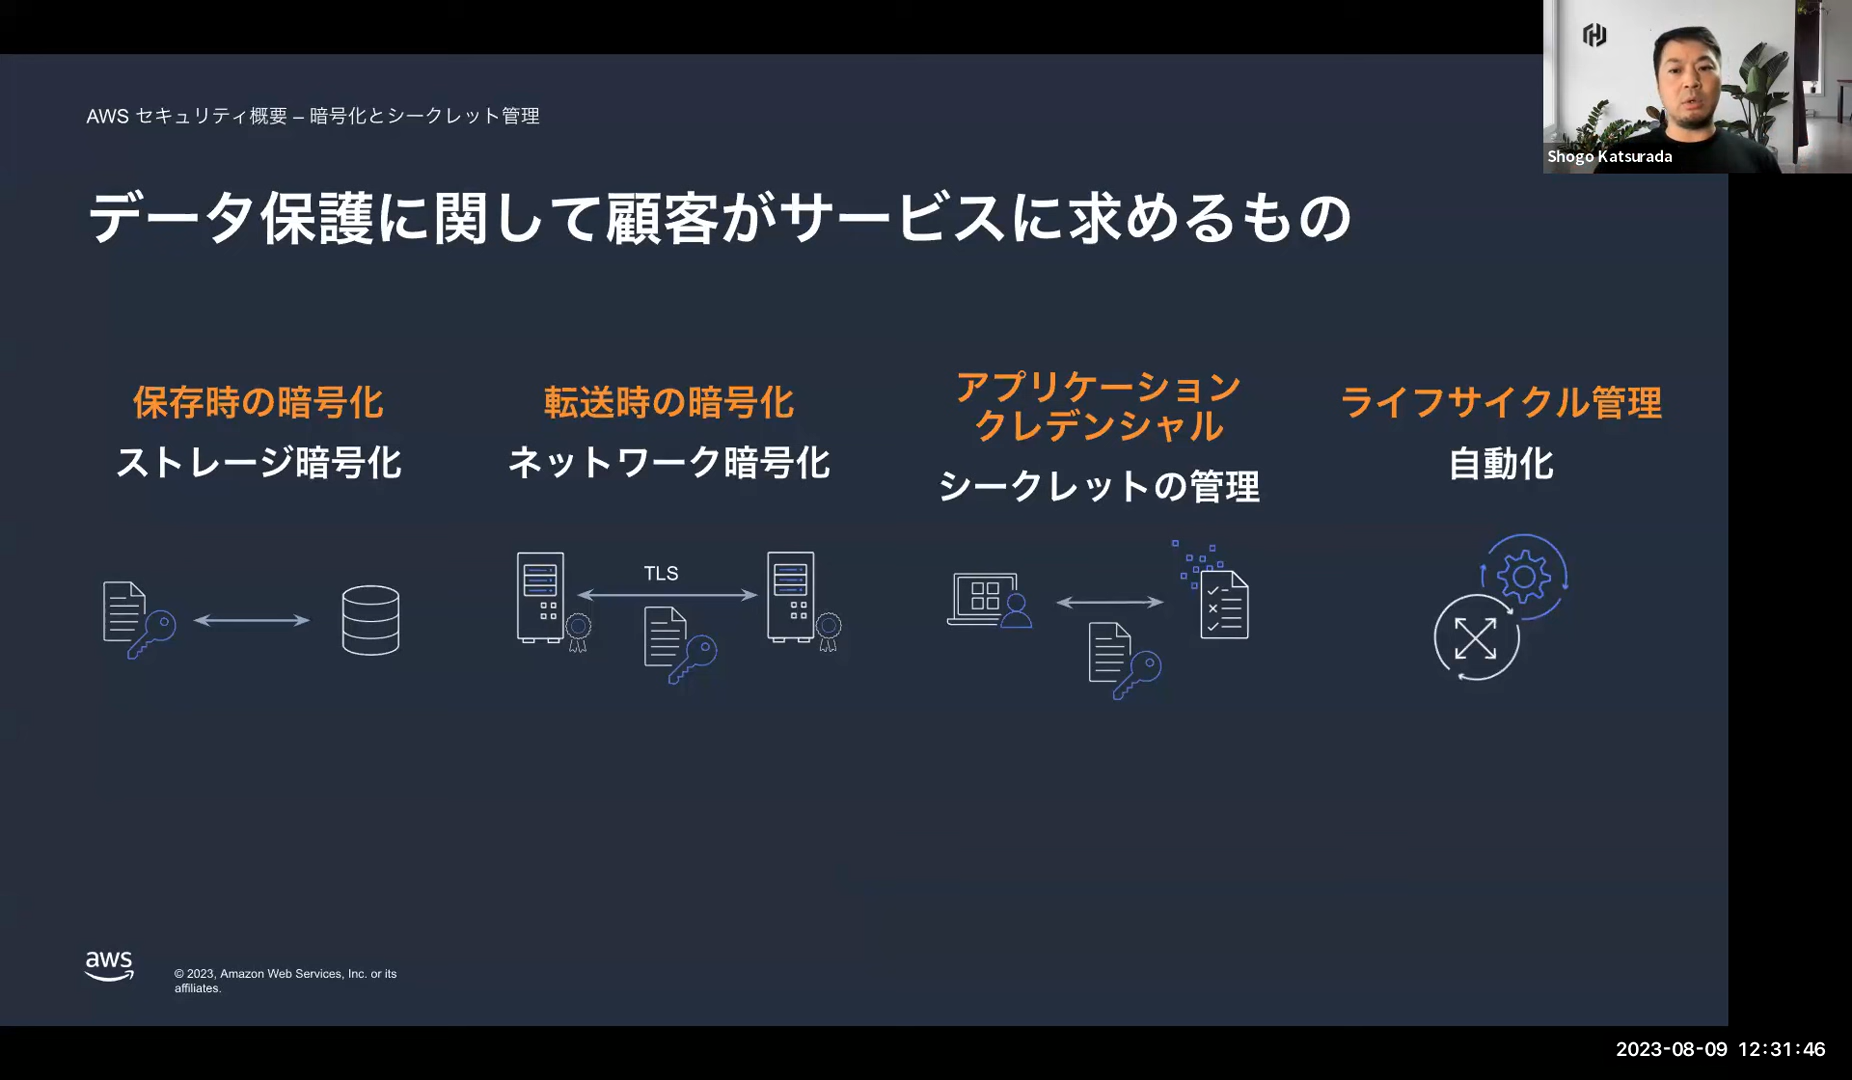 AWS セキュリティ概要 – 暗号化とシークレット管理
Shogo Katsurada
データ保護に関して顧客がサービスに求めるもの
保存時の暗号化
ストレージ暗号化
転送時の暗号化
ネットワーク暗号化
TLS
アプリケーション
クレデンシャル
シークレットの管理
ライフサイクル管理
自動化
aws
© 2023, Amazon Web Services, Inc. or its
affiliates.
2023-08-09 12:31:46